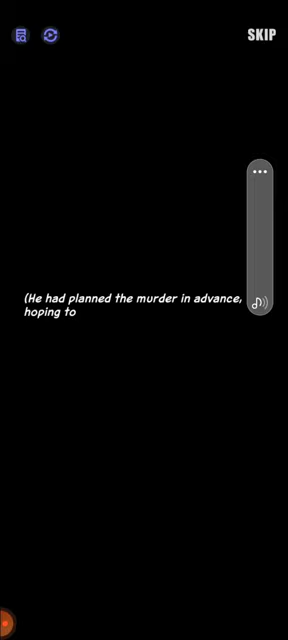 SKIP
(He had planned the murder in advance,
hoping to